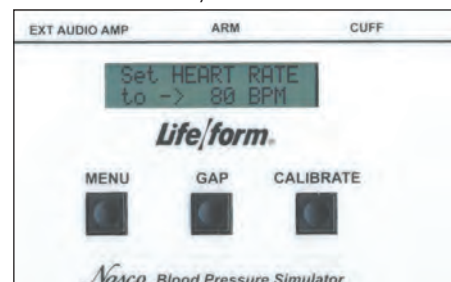 EXT AUDIO AMP ARM CUFF
Set HEART RATE
to -> 80 BPM
Life/form®
MENU GAP CALIBRATE
Nasco Blood Pressure Simulator